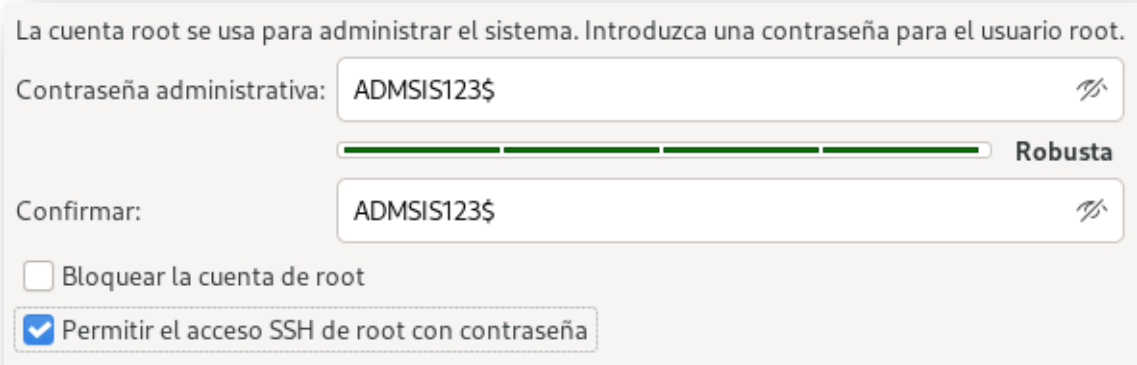 La cuenta root se usa para administrar el sistema. Introduzca una contraseña para el usuario root.
Contraseña administrativa: ADMSIS123$
Robusta
Confirmar: ADMSIS123$
Bloquear la cuenta de root
Permitir el acceso SSH de root con contraseña